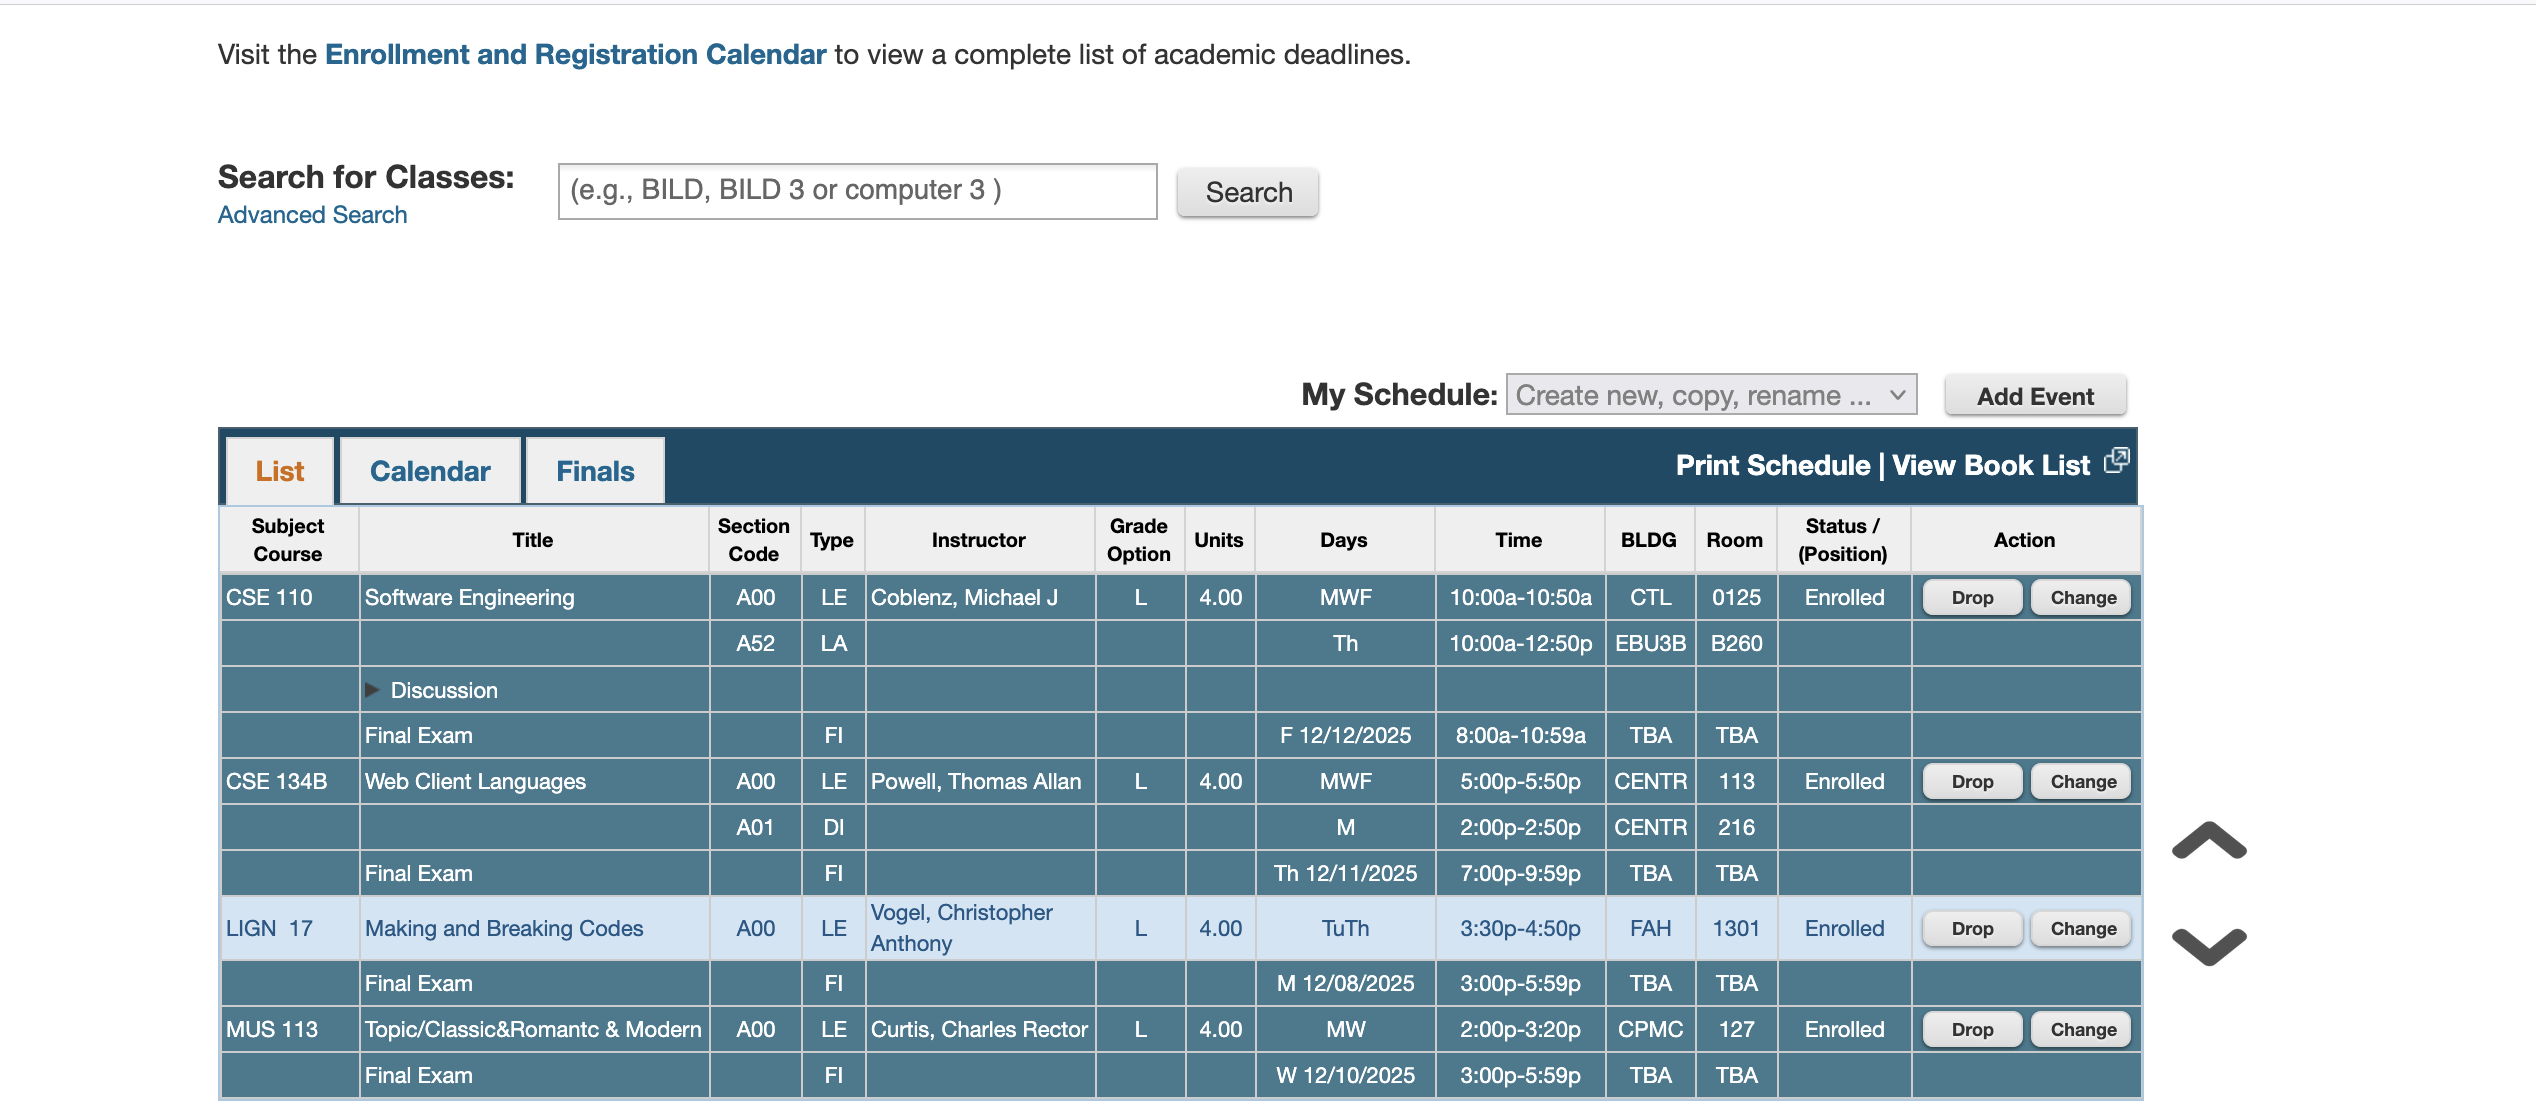 Visit the Enrollment and Registration Calendar to view a complete list of academic deadlines.
Search for Classes:
Advanced Search
(e.g., BILD, BILD 3 or computer 3 )
Search
My Schedule: Create new, copy, rename ... Add Event
List Calendar Finals Print Schedule | View Book List
Subject Course Title Section Code Type Instructor Grade Option Units Days Time BLDG Room Status / (Position) Action
CSE 110 Software Engineering A00 LE Coblenz, Michael J L 4.00 MWF 10:00a-10:50a CTL 0125 Enrolled Drop Change
A52 LA Th 10:00a-12:50p EBU3B B260
Discussion
Final Exam FI F 12/12/2025 8:00a-10:59a TBA TBA
CSE 134B Web Client Languages A00 LE Powell, Thomas Allan L 4.00 MWF 5:00p-5:50p CENTR 113 Enrolled Drop Change
A01 DI M 2:00p-2:50p CENTR 216
Final Exam FI Th 12/11/2025 7:00p-9:59p TBA TBA
LIGN 17 Making and Breaking Codes A00 LE Vogel, Christopher Anthony L 4.00 TuTh 3:30p-4:50p FAH 1301 Enrolled Drop Change
Final Exam FI M 12/08/2025 3:00p-5:59p TBA TBA
MUS 113 Topic/Classic&Romantc & Modern A00 LE Curtis, Charles Rector L 4.00 MW 2:00p-3:20p CPMC 127 Enrolled Drop Change
Final Exam FI W 12/10/2025 3:00p-5:59p TBA TBA